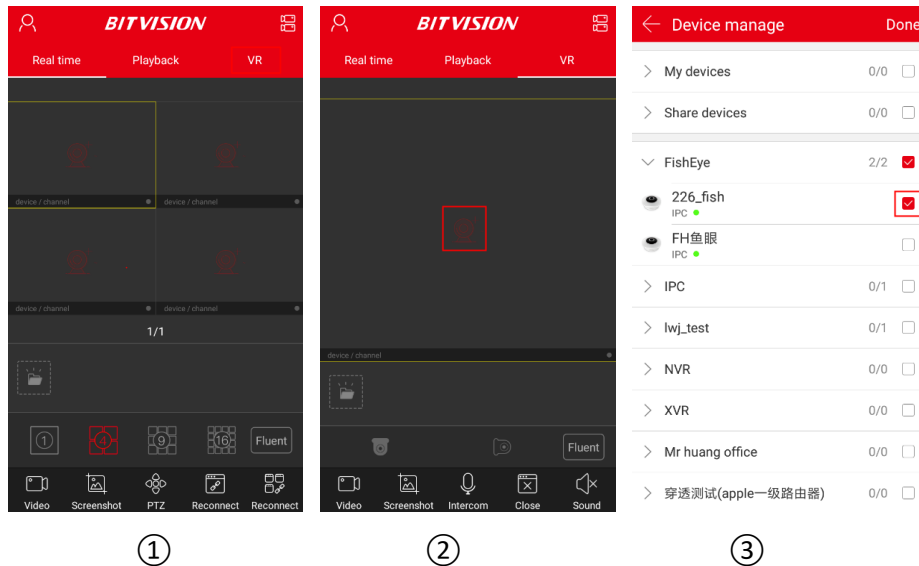 BITVISION
Real time Playback VR
device / channel device / channel
device / channel device / channel
1/1
1 4 9 16 Fluent
Video Screenshot PTZ Reconnect Reconnect
①
BITVISION
Real time Playback VR
device / channel
Fluent
Video Screenshot Intercom Close Sound
②
Device manage Done
My devices 0/0
Share devices 0/0
FishEye 2/2
226_fish
IPC
FH鱼眼
IPC
IPC 0/1
lwj_test 0/1
NVR 0/0
XVR 0/0
Mr huang office 0/0
穿透测试(apple一级路由器) 0/0
③